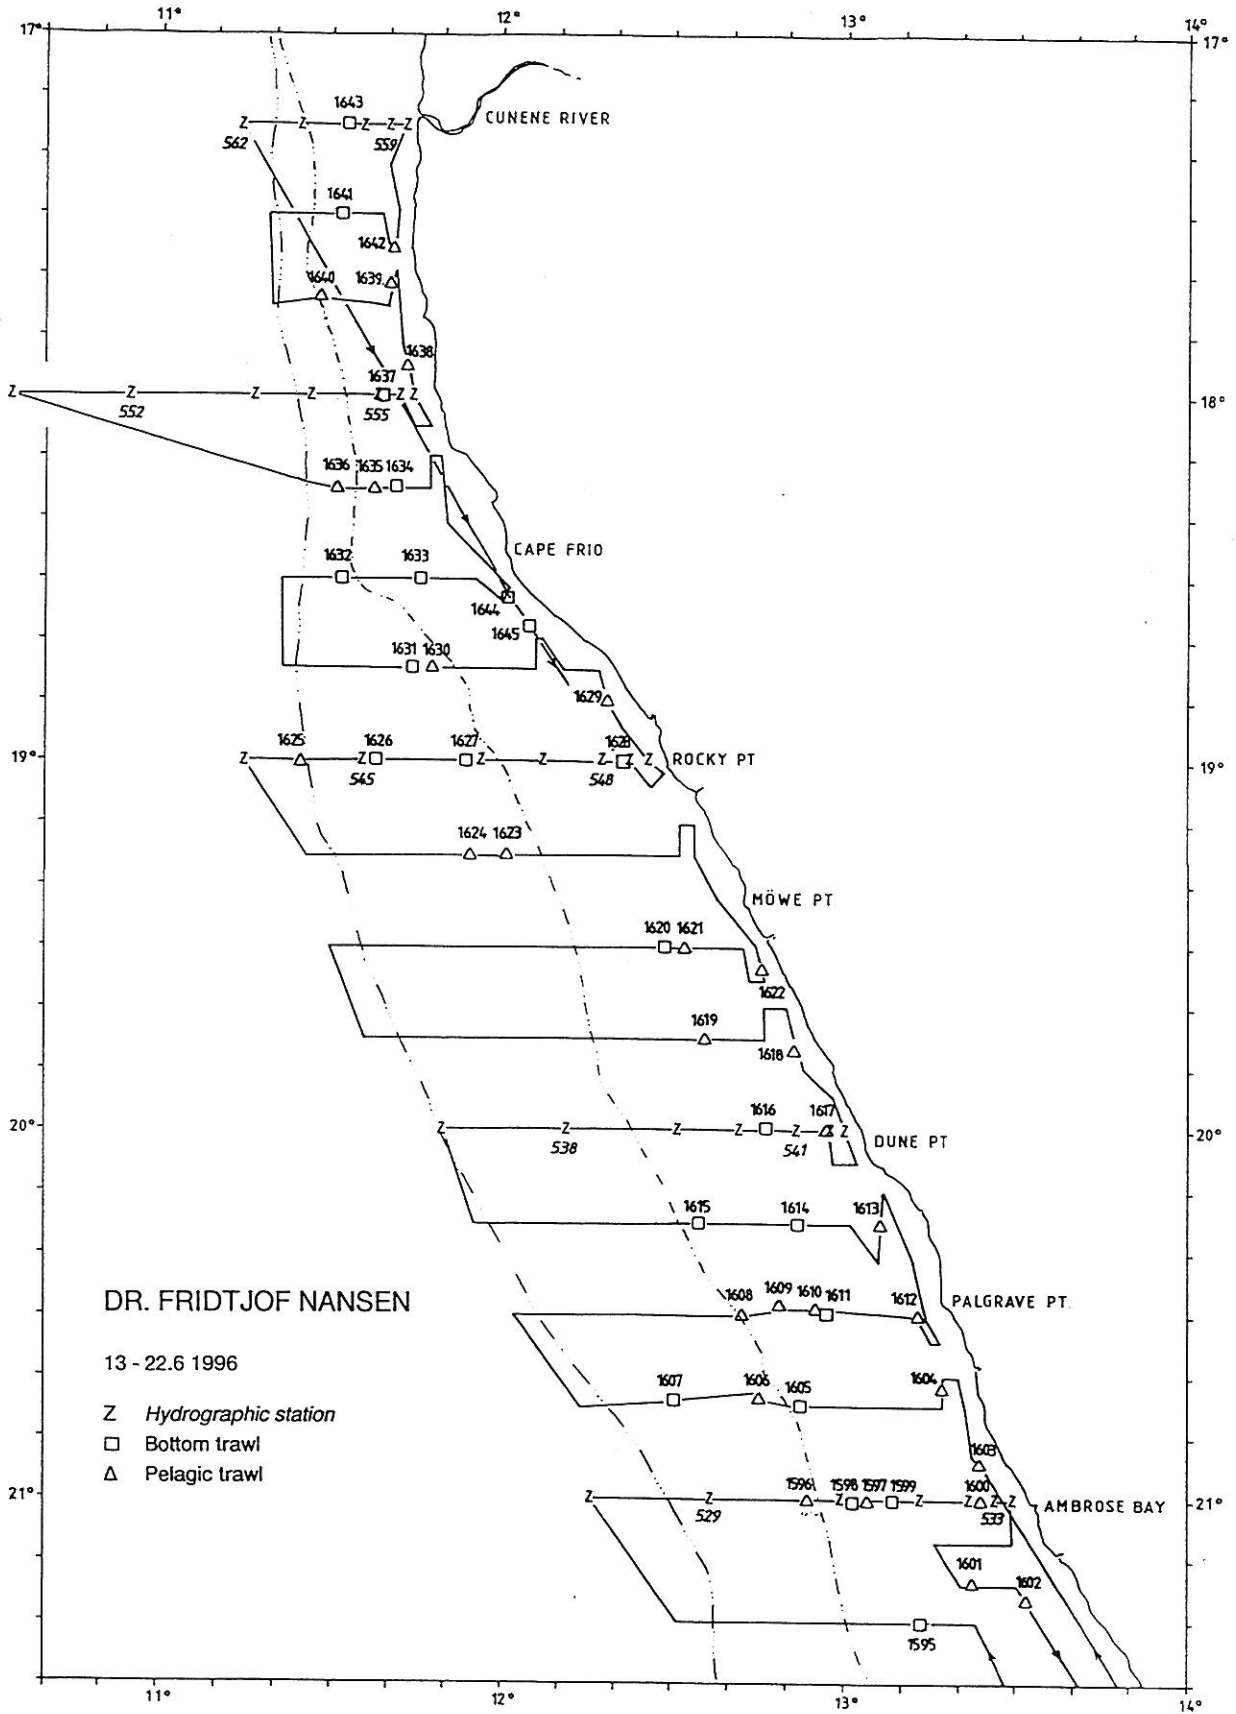 11° 12° 13° 14°
17° 17°
1643
CUNENE RIVER
562 559
1641
1642
1640 1639
1638
1637
552 555
18° 18°
1636 1635 1634
CAPE FRIO
1632 1633
1644
1645
1631 1630
1629
1625 1626 1627 1628
ROCKY PT
19° 19°
545 548
1624 1623
MÖWE PT
1620 1621
1622
1619
1618
1616 1617
20° 20°
538 541
DUNE PT
1615 1614 1613
DR. FRIDTJOF NANSEN
1608 1609 1610 1611 1612
PALGRAVE PT.
13 - 22.6 1996
1607 1606 1605 1604
Z Hydrographic station
Bottom trawl
Pelagic trawl
1603
1596 1598 1597 1599 1600
21° 21°
529 533
AMBROSE BAY
1601 1602
1595
11° 12° 13° 14°